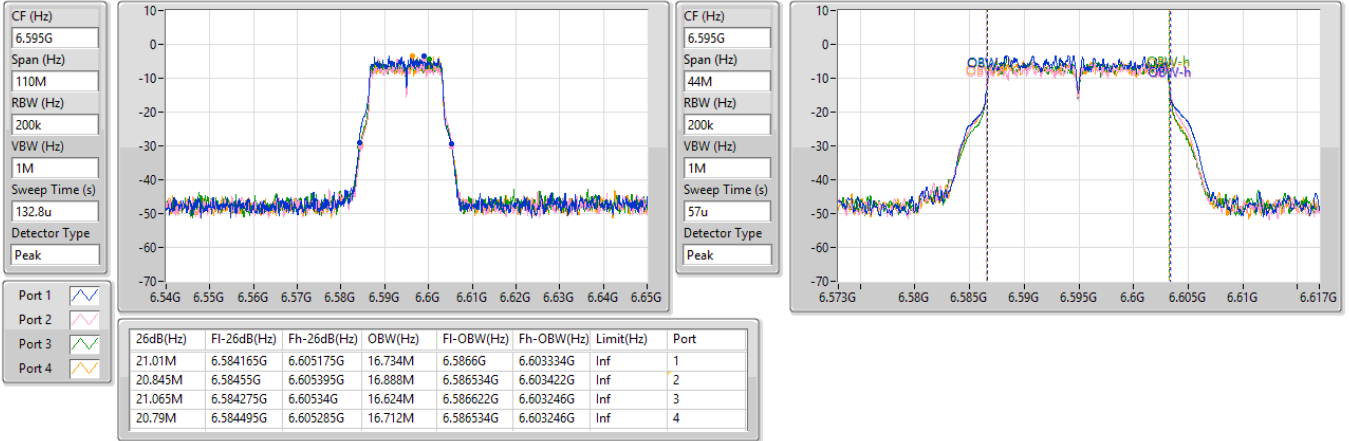 CF (Hz)
6.595G
Span (Hz)
110M
RBW (Hz)
200k
VBW (Hz)
1M
Sweep Time (s)
132.8u
Detector Type
Peak
10
0
-10
-20
-30
-40
-50
-60
-70
6.54G 6.55G 6.56G 6.57G 6.58G 6.59G 6.6G 6.61G 6.62G 6.63G 6.64G 6.65G
CF (Hz)
6.595G
Span (Hz)
44M
RBW (Hz)
200k
VBW (Hz)
1M
Sweep Time (s)
57u
Detector Type
Peak
10
0
-10
-20
-30
-40
-50
-60
-70
OBW-h
OBW-h
6.573G 6.58G 6.585G 6.59G 6.595G 6.6G 6.605G 6.61G 6.617G
Port 1
Port 2
Port 3
Port 4
26dB(Hz) Fl-26dB(Hz) Fh-26dB(Hz) OBW(Hz) Fl-OBW(Hz) Fh-OBW(Hz) Limit(Hz) Port
21.01M 6.584165G 6.605175G 16.734M 6.5866G 6.603334G Inf 1
20.845M 6.58455G 6.605395G 16.888M 6.586534G 6.603422G Inf 2
21.065M 6.584275G 6.60534G 16.624M 6.586622G 6.603246G Inf 3
20.79M 6.584495G 6.605285G 16.712M 6.586534G 6.603246G Inf 4